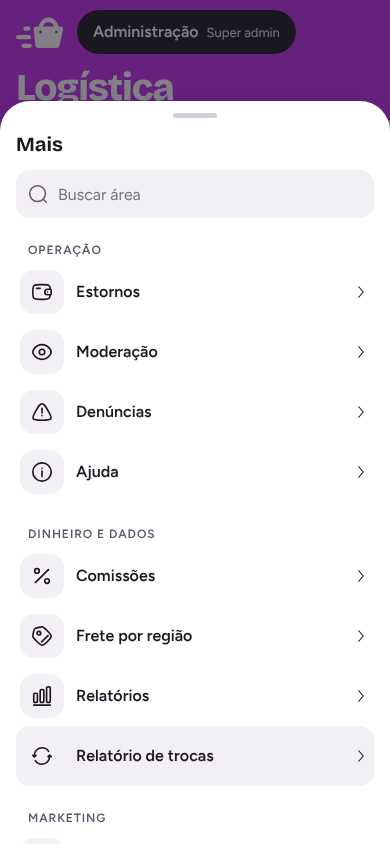 Administração Super admin
Logística
Mais
Buscar área
OPERAÇÃO
Estornos
Moderação
Denúncias
Ajuda
DINHEIRO E DADOS
Comissões
Frete por região
Relatórios
Relatório de trocas
MARKETING